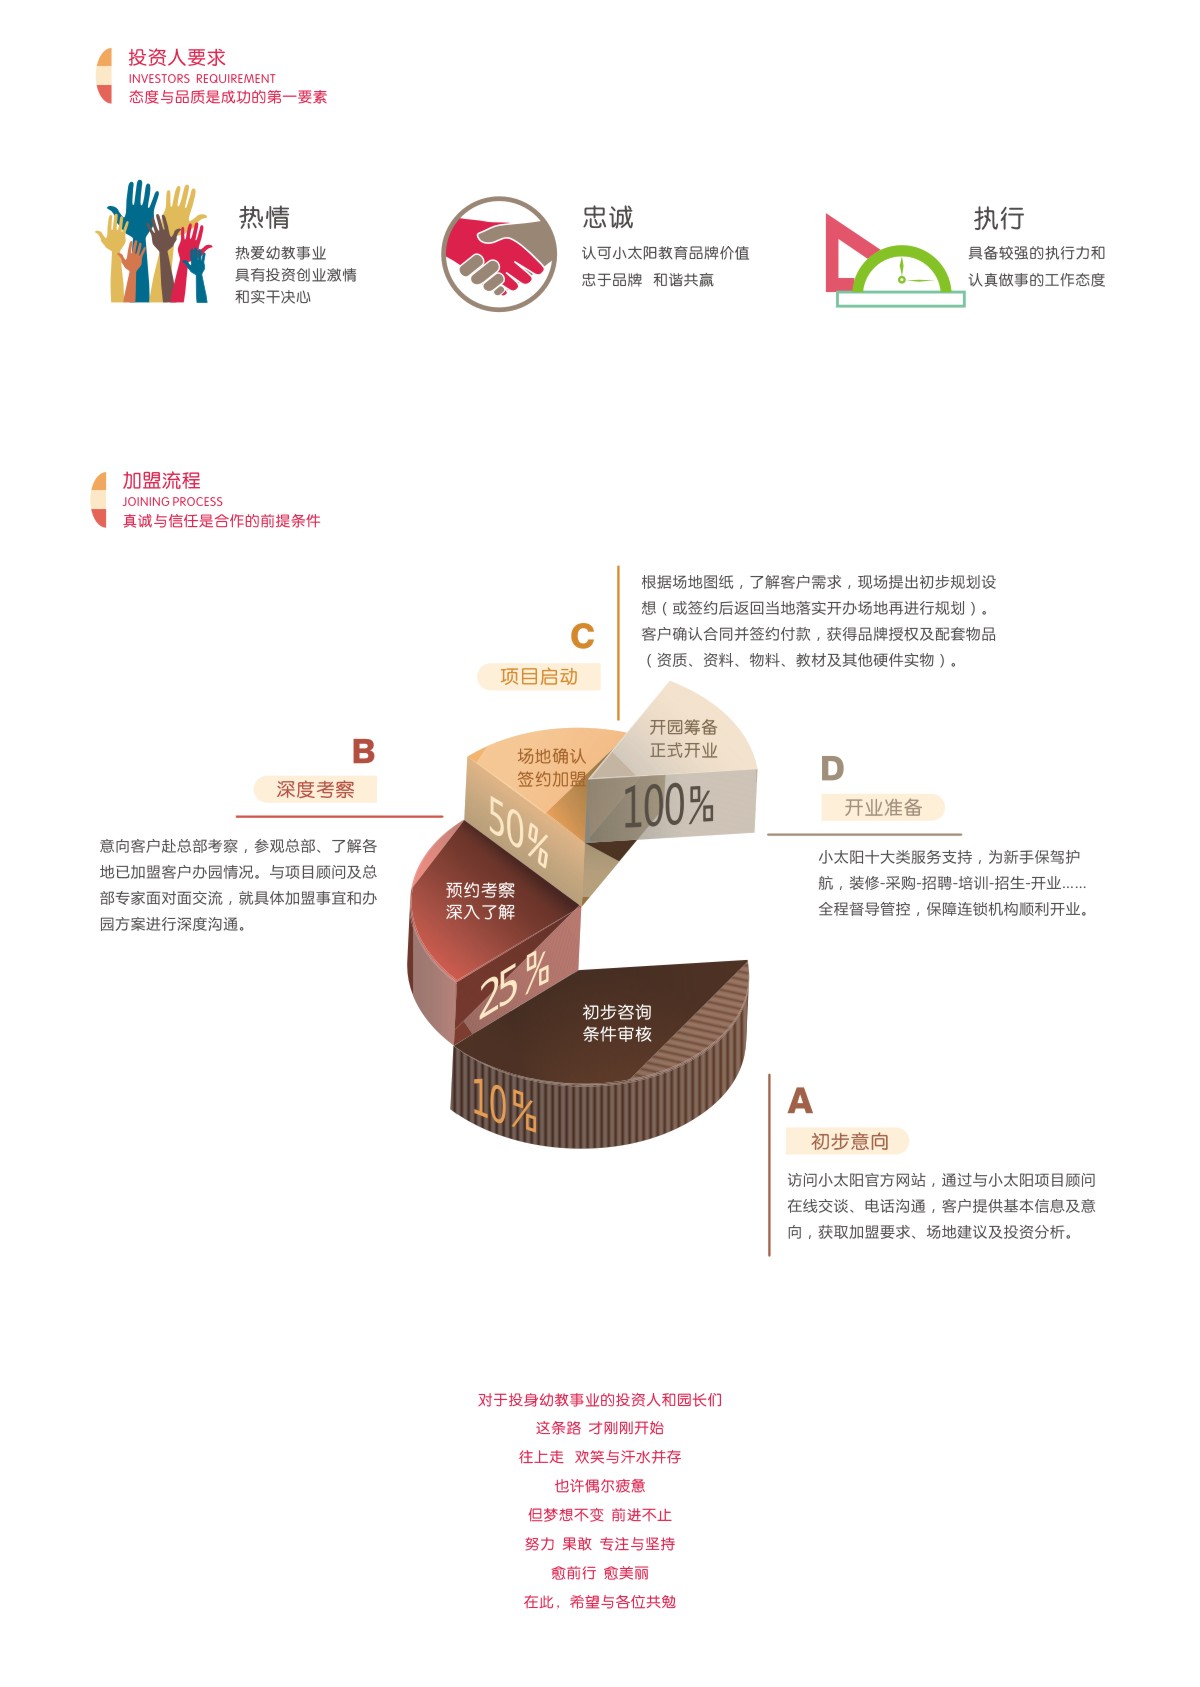 投资人要求
INVESTORS REQUIREMENT
态度与品质是成功的第一要素
热情
热爱幼教事业
具有投资创业激情
和实干决心
忠诚
认可小太阳教育品牌价值
忠于品牌 和谐共赢
执行
具备较强的执行力和
认真做事的工作态度
加盟流程
JOINING PROCESS
真诚与信任是合作的前提条件
C
项目启动
根据场地图纸，了解客户需求，现场提出初步规划设
想（或签约后返回当地落实开办场地再进行规划）。
客户确认合同并签约付款，获得品牌授权及配套物品
（资质、资料、物料、教材及其他硬件实物）。
B
深度考察
意向客户赴总部考察，参观总部、了解各
地已加盟客户办园情况。与项目顾问及总
部专家面对面交流，就具体加盟事宜和办
园方案进行深度沟通。
开园筹备
正式开业
100%
场地确认
签约加盟
50%
预约考察
深入了解
25%
初步咨询
条件审核
10%
D
开业准备
小太阳十大类服务支持，为新手保驾护
航，装修-采购-招聘-培训-招生-开业……
全程督导管控，保障连锁机构顺利开业。
A
初步意向
访问小太阳官方网站，通过与小太阳项目顾问
在线交谈、电话沟通，客户提供基本信息及意
向，获取加盟要求、场地建议及投资分析。
对于投身幼教事业的投资人和园长们
这条路 才刚刚开始
往上走 欢笑与汗水并存
也许偶尔疲惫
但梦想不变 前进不止
努力 果敢 专注与坚持
愈前行 愈美丽
在此，希望与各位共勉